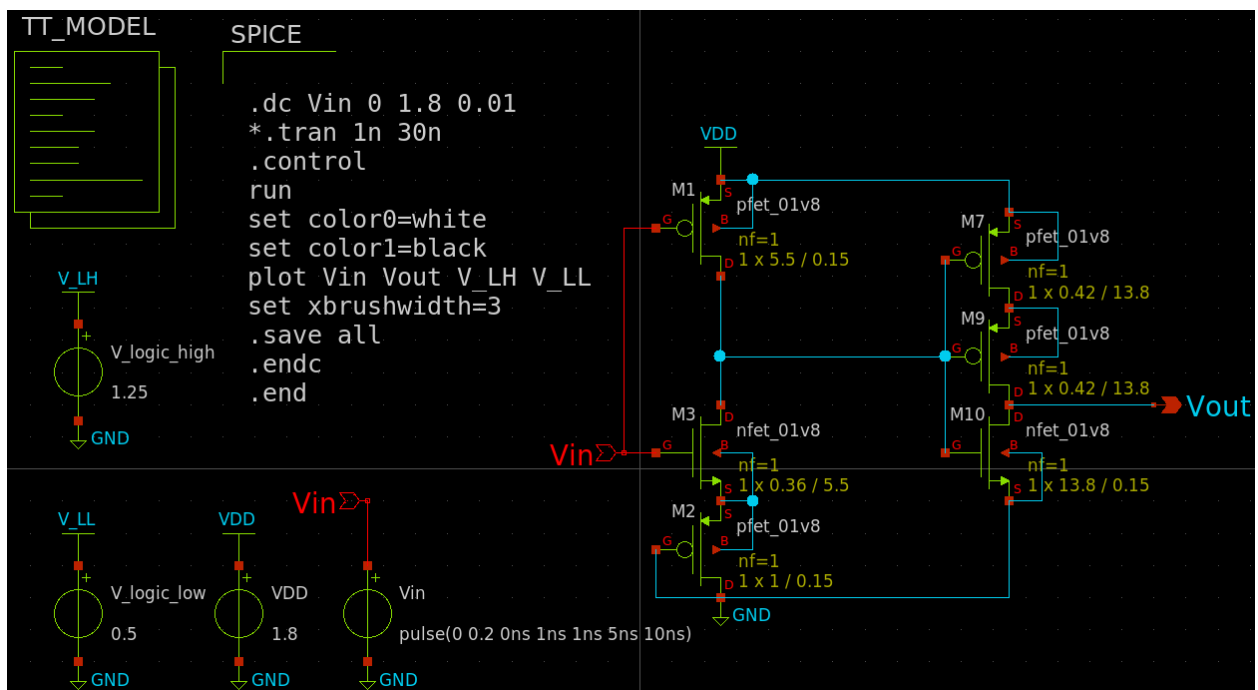 TT_MODEL
SPICE
.dc Vin 0 1.8 0.01
*.tran 1n 30n
.control
run
set color0=white
set color1=black
plot Vin Vout V_LH V_LL
set xbrushwidth=3
.save all
.endc
.end
V_LH
+
V_logic_high
1.25
GND
V_LL
+
V_logic_low
0.5
GND
VDD
+
VDD
1.8
GND
Vin
+
Vin
pulse(0 0.2 0ns 1ns 1ns 5ns 10ns)
GND
VDD
M1
S
pfet_01v8
G
B
nf=1
D
1 x 5.5 / 0.15
Vin
M3
D
nfet_01v8
G
B
nf=1
S
1 x 0.36 / 5.5
M2
S
pfet_01v8
G
B
nf=1
D
1 x 1 / 0.15
GND
M7
S
pfet_01v8
G
B
nf=1
D
1 x 0.42 / 13.8
M9
S
pfet_01v8
G
B
nf=1
D
1 x 0.42 / 13.8
Vout
M10
D
nfet_01v8
G
B
nf=1
S
1 x 13.8 / 0.15